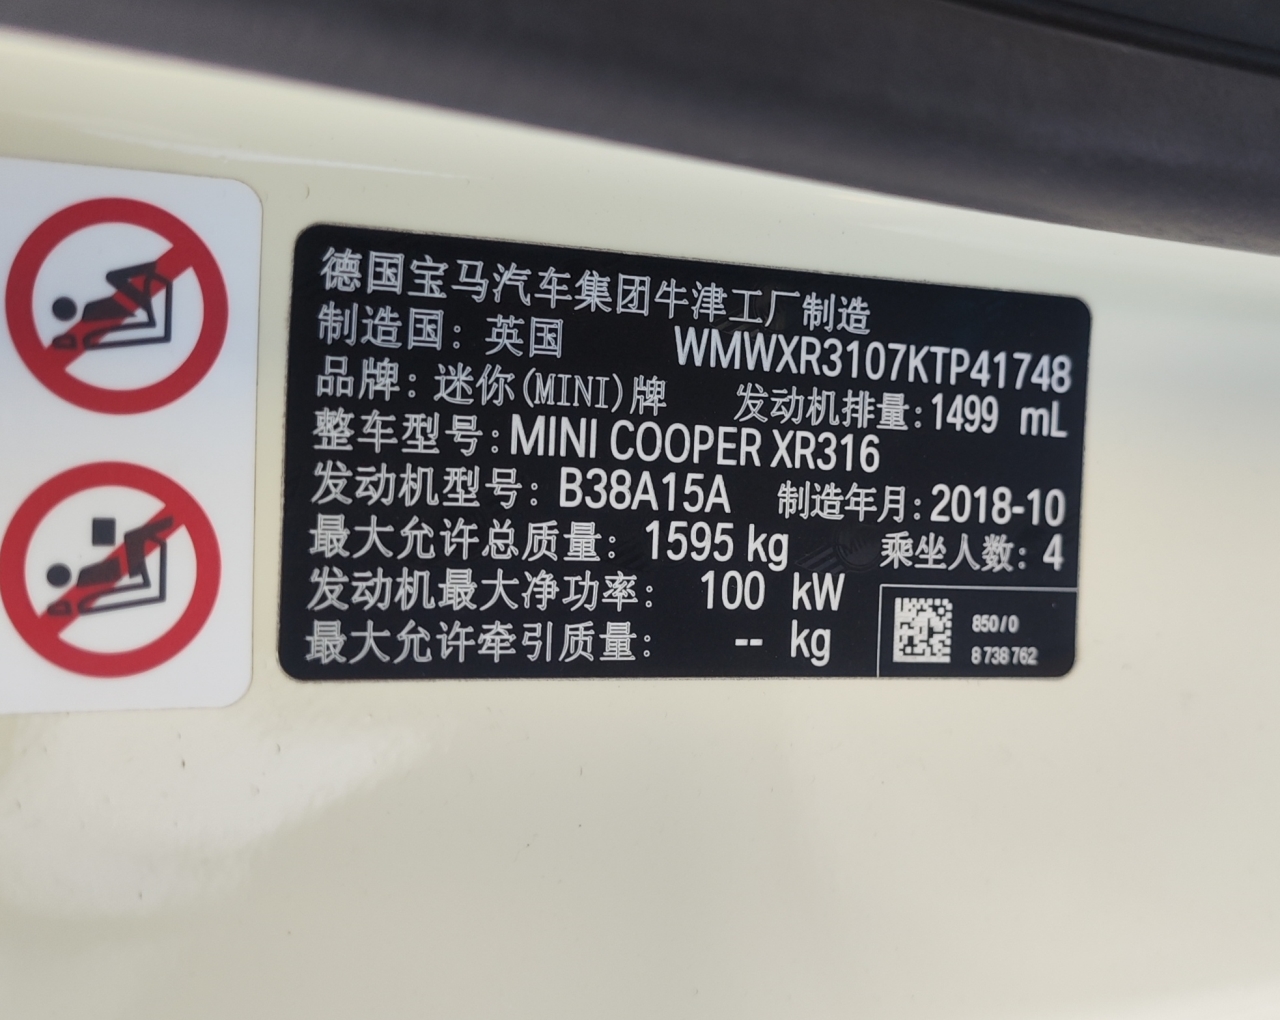 德国宝马汽车集团牛津工厂制造
制造国：英国 WMWXR3107KTP41748
品牌：迷你(MINI)牌 发动机排量:1499 mL
整车型号:MINI COOPER XR316
发动机型号: B38A15A 制造年月:2018-10
最大允许总质量: 1595 kg 乘坐人数: 4
发动机最大净功率: 100 kW
最大允许牵引质量: -- kg
850/0
8738762